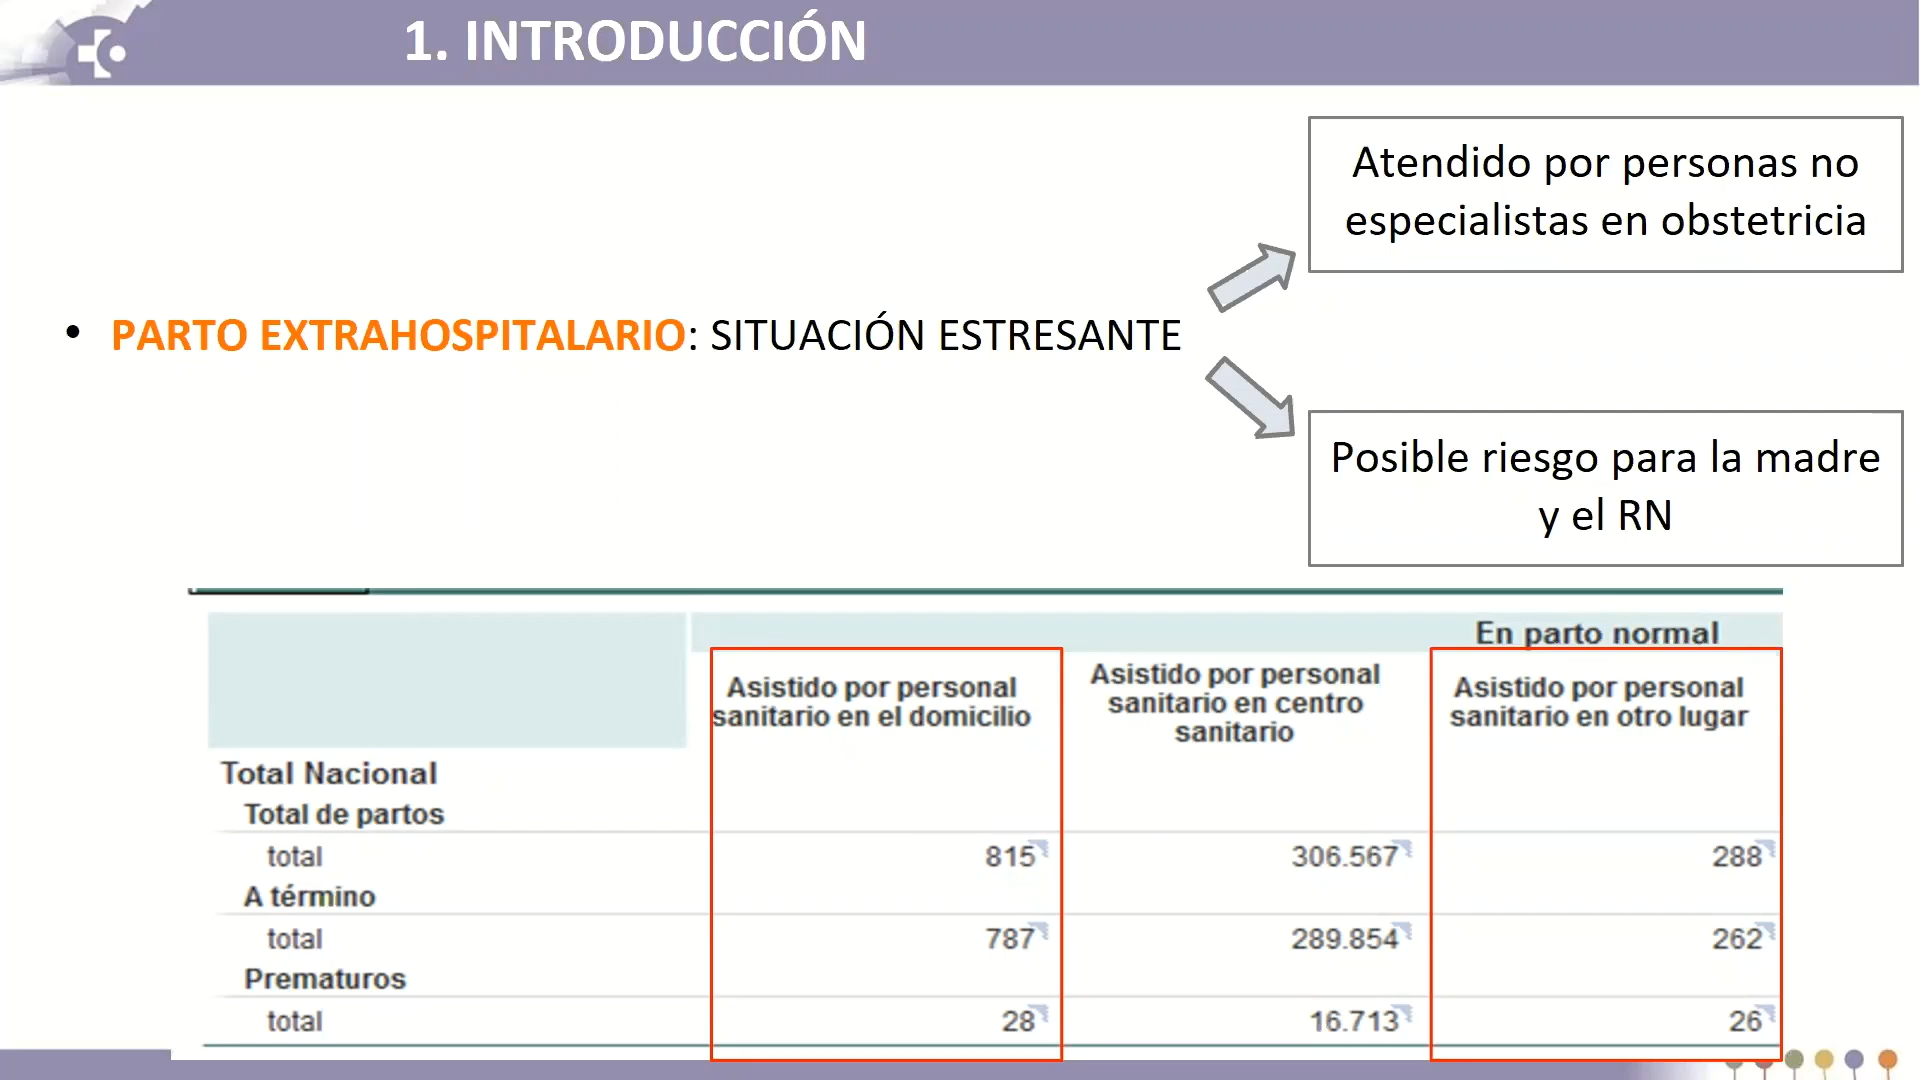 1. INTRODUCCIÓN
Atendido por personas no
especialistas en obstetricia
• PARTO EXTRAHOSPITALARIO: SITUACIÓN ESTRESANTE
Posible riesgo para la madre
y el RN
En parto normal
Asistido por personal
sanitario en el domicilio
Asistido por personal
sanitario en centro
sanitario
Asistido por personal
sanitario en otro lugar
Total Nacional
Total de partos
total 815 306.567 288
A término
total 787 289.854 262
Prematuros
total 28 16.713 26